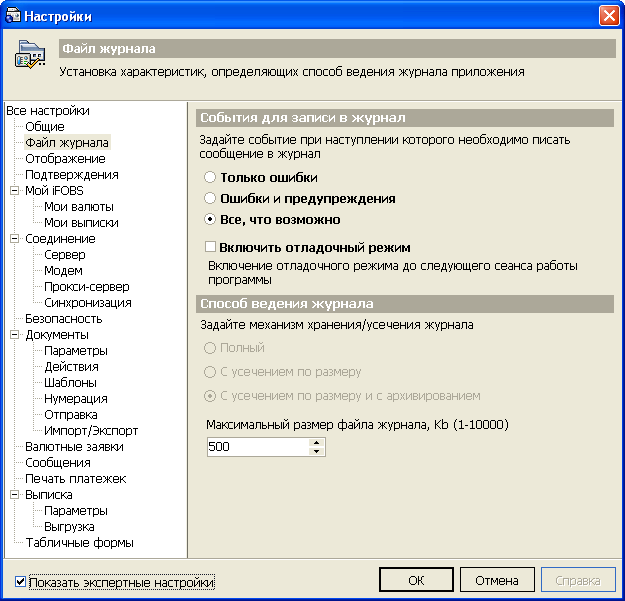 Настройки
Файл журнала
Установка характеристик, определяющих способ ведения журнала приложения
Все настройки
Общие
Файл журнала
Отображение
Подтверждения
Мой iFOBS
Мои валюты
Мои выписки
Соединение
Сервер
Модем
Прокси-сервер
Синхронизация
Безопасность
Документы
Параметры
Действия
Шаблоны
Нумерация
Отправка
Импорт/Экспорт
Валютные заявки
Сообщения
Печать платежек
Выписка
Параметры
Выгрузка
Табличные формы
События для записи в журнал
Задайте событие при наступлении которого необходимо писать
сообщение в журнал
Только ошибки
Ошибки и предупреждения
Все, что возможно
Включить отладочный режим
Включение отладочного режима до следующего сеанса работы
программы
Способ ведения журнала
Задайте механизм хранения/усечения журнала
Полный
С усечением по размеру
С усечением по размеру и с архивированием
Максимальный размер файла журнала, Kb (1-10000)
500
Показать экспертные настройки
ОК
Отмена
Справка